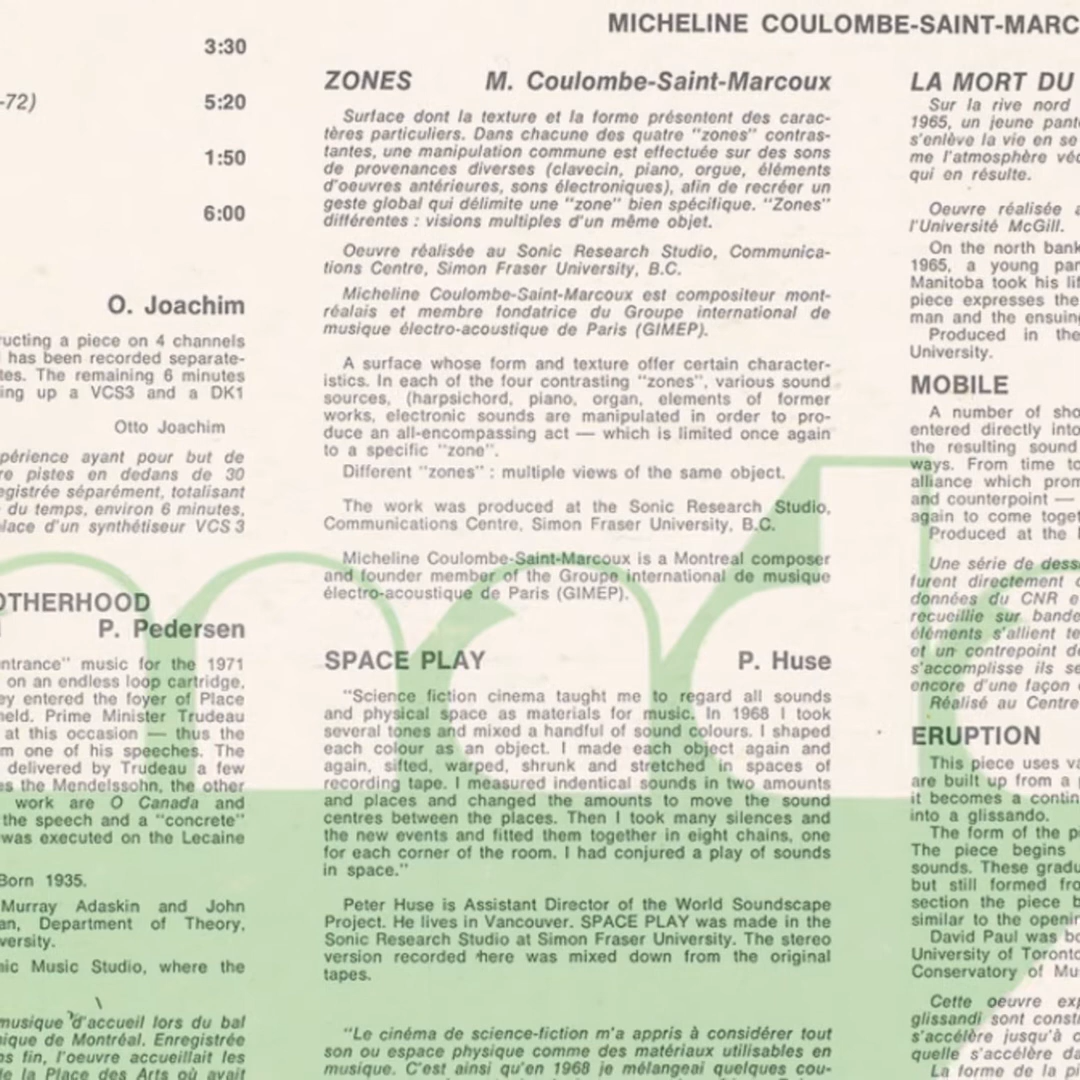 MICHELINE COULOMBE-SAINT-MARC
3:30
-72) 5:20
1:50
6:00
O. Joachim
ucting a piece on 4 channels
has been recorded separate-
tes. The remaining 6 minutes
ing up a VCS3 and a DK1
Otto Joachim
périence ayant pour but de
re pistes en dedans de 30
egistrée séparément, totalisant
du temps, environ 6 minutes,
lace d'un synthétiseur VCS 3
OTHERHOOD
P. Pedersen
ntrance" music for the 1971
on an endless loop cartridge,
ey entered the foyer of Place
held. Prime Minister Trudeau
at this occasion — thus the
m one of his speeches. The
delivered by Trudeau a few
es the Mendelssohn, the other
work are O Canada and
the speech and a "concrete"
was executed on the Lecaine
Born 1935.
Murray Adaskin and John
an, Department of Theory,
versity.
nic Music Studio, where the
musique d'accueil lors du bal
nique de Montréal. Enregistrée
s fin, l'oeuvre accueillait les
de la Place des Arts où avait
ZONES M. Coulombe-Saint-Marcoux
Surface dont la texture et la forme présentent des carac-
tères particuliers. Dans chacune des quatre "zones" contras-
tantes, une manipulation commune est effectuée sur des sons
de provenances diverses (clavecin, piano, orgue, éléments
d'oeuvres antérieures, sons électroniques), afin de recréer un
geste global qui délimite une "zone" bien spécifique. "Zones"
différentes : visions multiples d'un même objet.
Oeuvre réalisée au Sonic Research Studio, Communica-
tions Centre, Simon Fraser University, B.C.
Micheline Coulombe-Saint-Marcoux est compositeur mont-
réalais et membre fondatrice du Groupe international de
musique électro-acoustique de Paris (GIMEP).
A surface whose form and texture offer certain character-
istics. In each of the four contrasting "zones", various sound
sources, (harpsichord, piano, organ, elements of former
works, electronic sounds are manipulated in order to pro-
duce an all-encompassing act — which is limited once again
to a specific "zone".
Different "zones" : multiple views of the same object.
The work was produced at the Sonic Research Studio,
Communications Centre, Simon Fraser University, B.C.
Micheline Coulombe-Saint-Marcoux is a Montreal composer
and founder member of the Groupe international de musique
électro-acoustique de Paris (GIMEP).
SPACE PLAY P. Huse
"Science fiction cinema taught me to regard all sounds
and physical space as materials for music. In 1968 I took
several tones and mixed a handful of sound colours. I shaped
each colour as an object. I made each object again and
again, sifted, warped, shrunk and stretched in spaces of
recording tape. I measured indentical sounds in two amounts
and places and changed the amounts to move the sound
centres between the places. Then I took many silences and
the new events and fitted them together in eight chains, one
for each corner of the room. I had conjured a play of sounds
in space."
Peter Huse is Assistant Director of the World Soundscape
Project. He lives in Vancouver. SPACE PLAY was made in the
Sonic Research Studio at Simon Fraser University. The stereo
version recorded here was mixed down from the original
tapes.
"Le cinéma de science-fiction m'a appris à considérer tout
son ou espace physique comme des matériaux utilisables en
musique. C'est ainsi qu'en 1968 je mélangeai quelques cou-
LA MORT DU
Sur la rive nord
1965, un jeune pant
s'enlève la vie en se
me l'atmosphère véc
qui en résulte.
Oeuvre réalisée a
l'Université McGill.
On the north bank
1965, a young par
Manitoba took his lif
piece expresses the
man and the ensuing
Produced in the
University.
MOBILE
A number of sho
entered directly into
the resulting sound
ways. From time to
alliance which prom
and counterpoint —
again to come toget
Produced at the
Une série de dess
furent directement
données du CNR e
recueillie sur bande
éléments s'allient te
et un contrepoint de
s'accomplisse ils se
encore d'une façon
Réalisé au Centre
ERUPTION
This piece uses va
are built up from a
it becomes a contin
into a glissando.
The form of the p
The piece begins
sounds. These gradu
but still formed fro
section the piece b
similar to the openin
David Paul was bo
University of Toronto
Conservatory of Mus
Cette oeuvre exp
glissandi sont const
s'accélère jusqu'à c
quelle s'accélère da
La forme de la pi